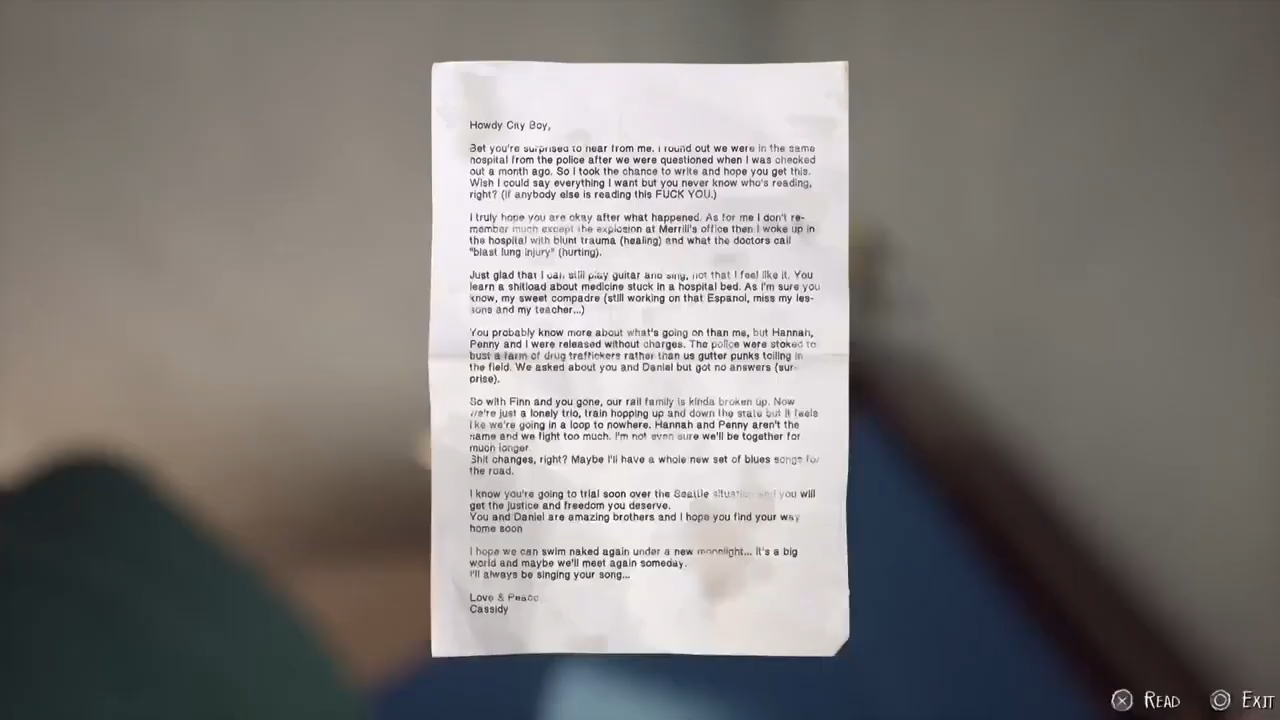 Howdy City Boy,
Bet you're surprised to hear from me. I found out we were in the same
hospital from the police after we were questioned when I was checked
out a month ago. So I took the chance to write and hope you get this.
Wish I could say everything I want but you never know who's reading,
right? (If anybody else is reading this FUCK YOU.)
I truly hope you are okay after what happened. As for me I don't re-
member much except the explosion at Merrill's office then I woke up in
the hospital with blunt trauma (healing) and what the doctors call
"blast lung injury" (hurting).
Just glad that I can still play guitar and sing, not that I feel like it. You
learn a shitload about medicine stuck in a hospital bed. As I'm sure you
know, my sweet compadre (still working on that Espanol, miss my les-
sons and my teacher...)
You probably know more about what's going on than me, but Hannah,
Penny and I were released without charges. The police were stoked to
bust a farm of drug traffickers rather than us gutter punks toiling in
the field. We asked about you and Daniel but got no answers (sur-
prise).
So with Finn and you gone, our rail family is kinda broken up. Now
we're just a lonely trio, train hopping up and down the state but it feels
like we're going in a loop to nowhere. Hannah and Penny aren't the
same and we fight too much. I'm not even sure we'll be together for
much longer
Shit changes, right? Maybe I'll have a whole new set of blues songs for
the road.
I know you're going to trial soon over the Seattle situation and you will
get the justice and freedom you deserve.
You and Daniel are amazing brothers and I hope you find your way
home soon
I hope we can swim naked again under a new moonlight... It's a big
world and maybe we'll meet again someday.
I'll always be singing your song...
Love & Peace
Cassidy
READ EXIT